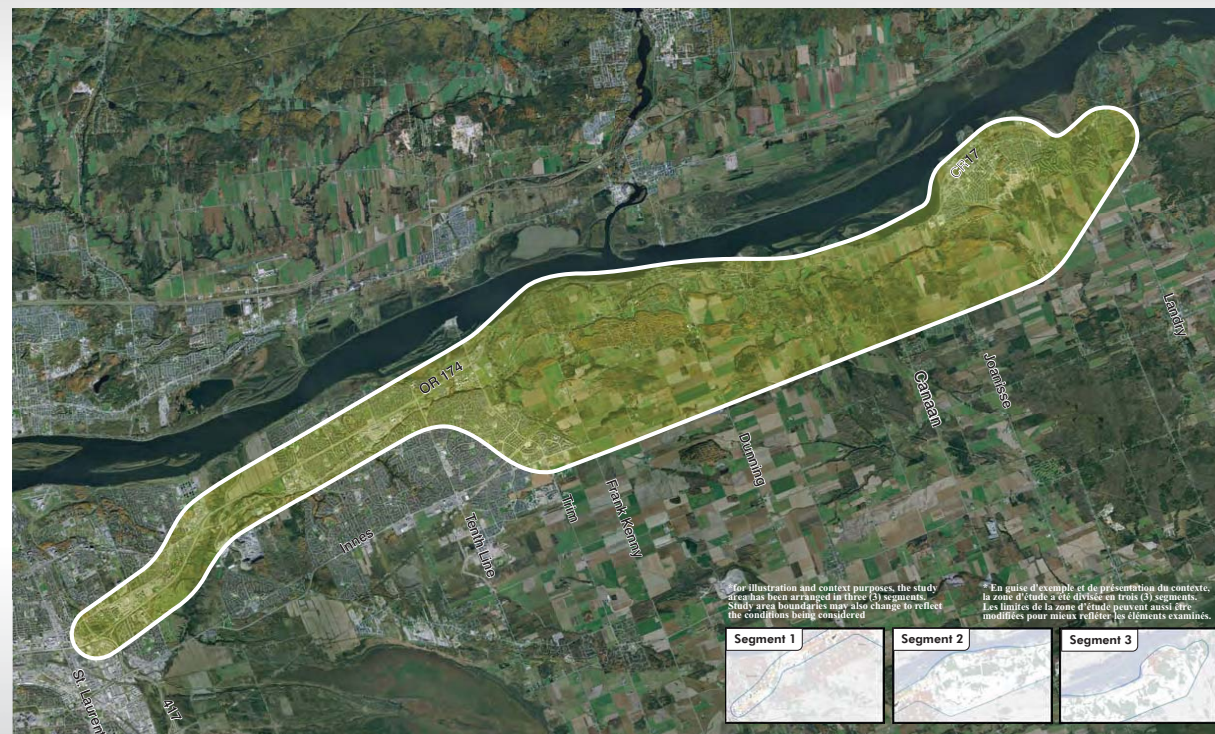 CR17
OR 174
Landry
Joanisse
Canaan
Dunning
Frank Kenny
Trim
Tenth Line
Innes
St. Laurent
417
*for illustration and context purposes, the study
area has been arranged in three (3) segments.
Study area boundaries may also change to reflect
the conditions being considered
* En guise d'exemple et de présentation du contexte,
la zone d'étude a été divisée en trois (3) segments.
Les limites de la zone d'étude peuvent aussi être
modifiées pour mieux refléter les éléments examinés.
Segment 1
Segment 2
Segment 3